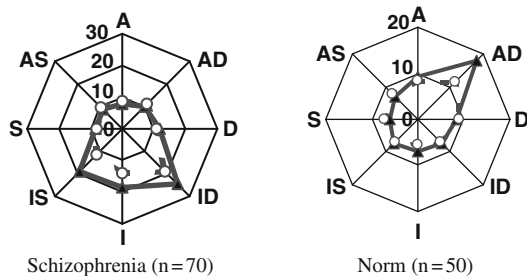 A
30
AS
AD
20
10
S
0
D
IS
ID
I
Schizophrenia (n=70)
A
20
AS
AD
10
S
0
D
IS
ID
I
Norm (n=50)